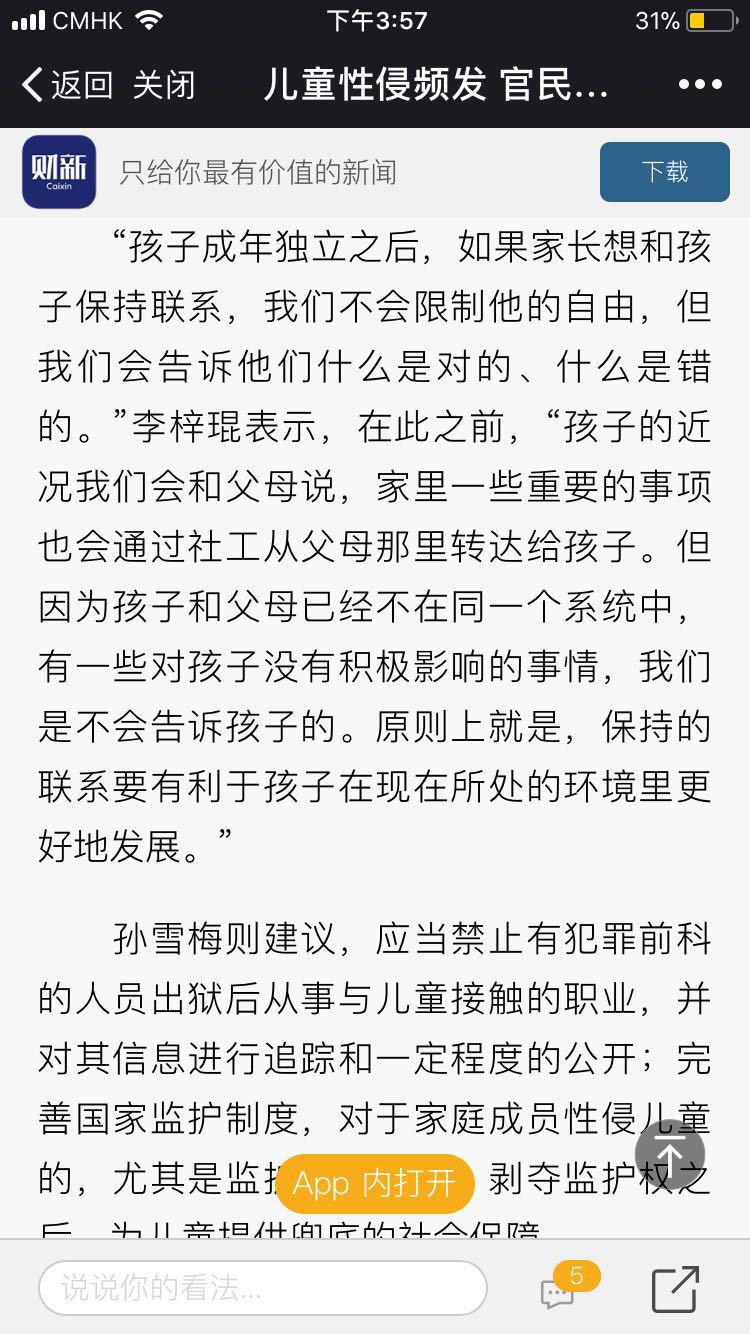 CMHK 下午3:57 31%
返回 关闭 儿童性侵频发 官民...
财新 Caixin 只给你最有价值的新闻 下载
“孩子成年独立之后，如果家长想和孩
子保持联系，我们不会限制他的自由，但
我们会告诉他们什么是对的、什么是错
的。”李梓琨表示，在此之前，“孩子的近
况我们会和父母说，家里一些重要的事项
也会通过社工从父母那里转达给孩子。但
因为孩子和父母已经不在同一个系统中，
有一些对孩子没有积极影响的事情，我们
是不会告诉孩子的。原则上就是，保持的
联系要有利于孩子在现在所处的环境里更
好地发展。”
孙雪梅则建议，应当禁止有犯罪前科
的人员出狱后从事与儿童接触的职业，并
对其信息进行追踪和一定程度的公开；完
善国家监护制度，对于家庭成员性侵儿童
的，尤其是监护 App 内打开 剥夺监护权之
后，为儿童提供兜底的社会保障
说说你的看法... 5